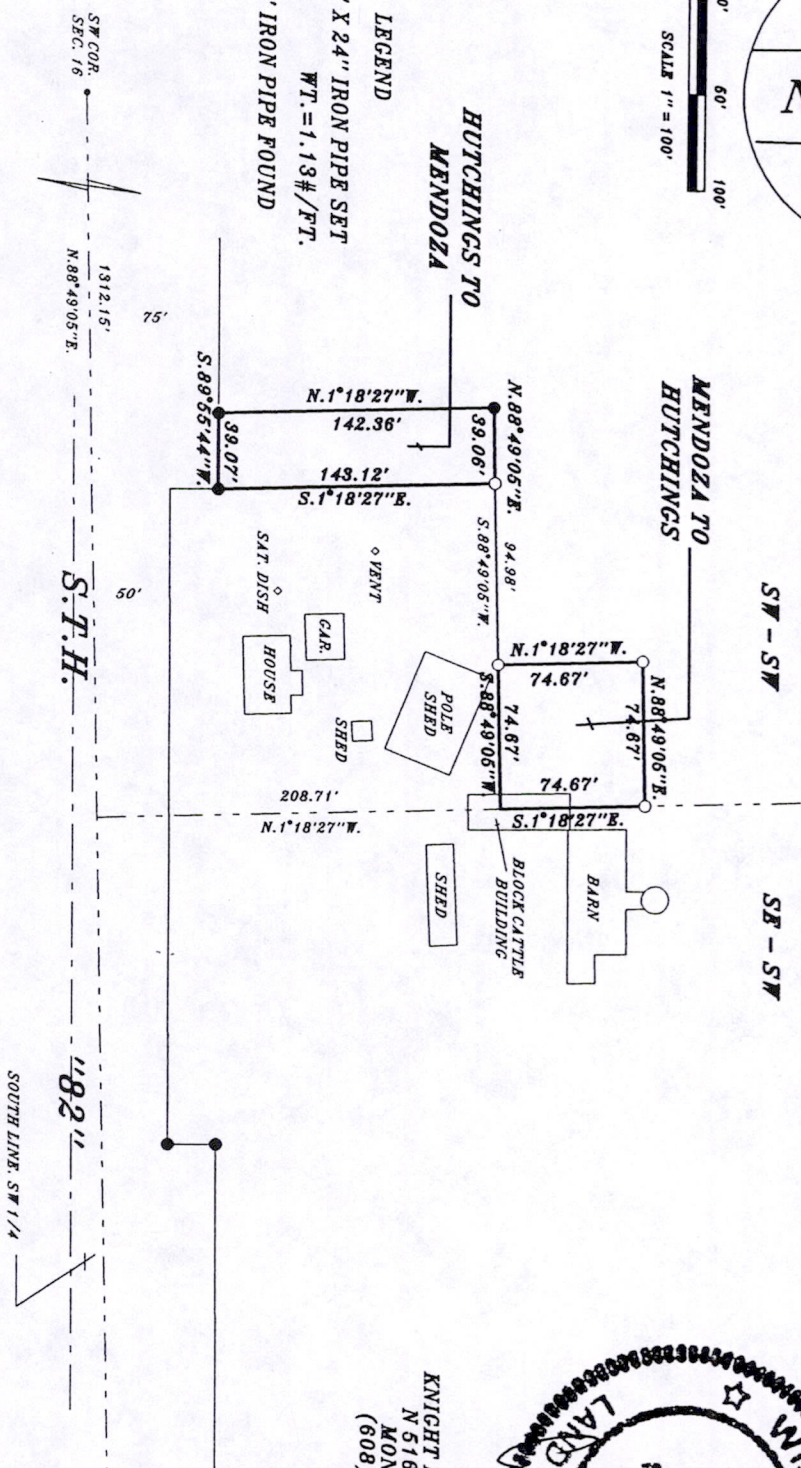 SCALE 1" = 100'
60'
100'
LEGEND
X 24" IRON PIPE SET
WT.=1.13#/FT.
IRON PIPE FOUND
HUTCHINGS TO
MENDOZA
MENDOZA TO
HUTCHINGS
SW - SW
SE - SW
SW COR.
SEC. 16
1312.15'
N.88°49'05"E.
75'
50'
S.89°55'44"W.
39.07'
N.1°18'27"W.
142.36'
143.12'
S.1°18'27"E.
N.88°49'05"E.
39.06'
94.98'
S.88°49'05"W.
N.1°18'27"W.
74.67'
N.88°49'05"E.
74.67'
74.67'
S.88°49'05"W.
74.67'
S.1°18'27"E.
VENT
SAT. DISH
GAR.
HOUSE
SHED
POLE
SHED
208.71'
N.1°18'27"W.
SHED
BLOCK CATTLE
BUILDING
BARN
S.T.H.
"82"
SOUTH LINE, SW 1/4
KNIGHT
N 516
MON
(608)
LAND
WI